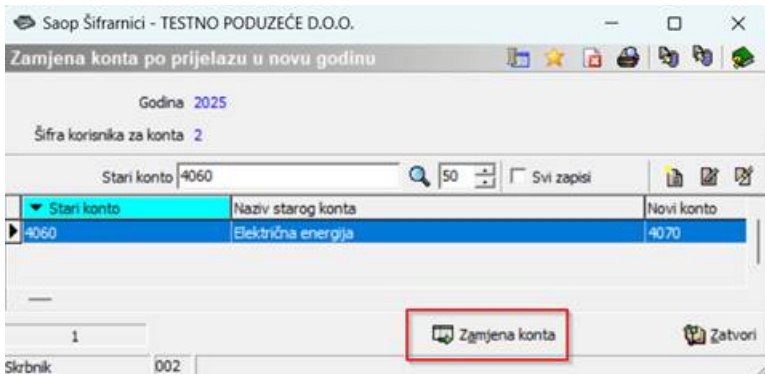 Saop Šifrarnici - TESTNO PODUZEĆE D.O.O.
Zamjena konta po prijelazu u novu godinu
Godina 2025
Šifra korisnika za konta 2
Stari konto 4060 50 Svi zapisi
Stari konto Naziv starog konta Novi konto
4060 Električna energija 4070
1 Zamjena konta Zatvori
Skrbnik 002